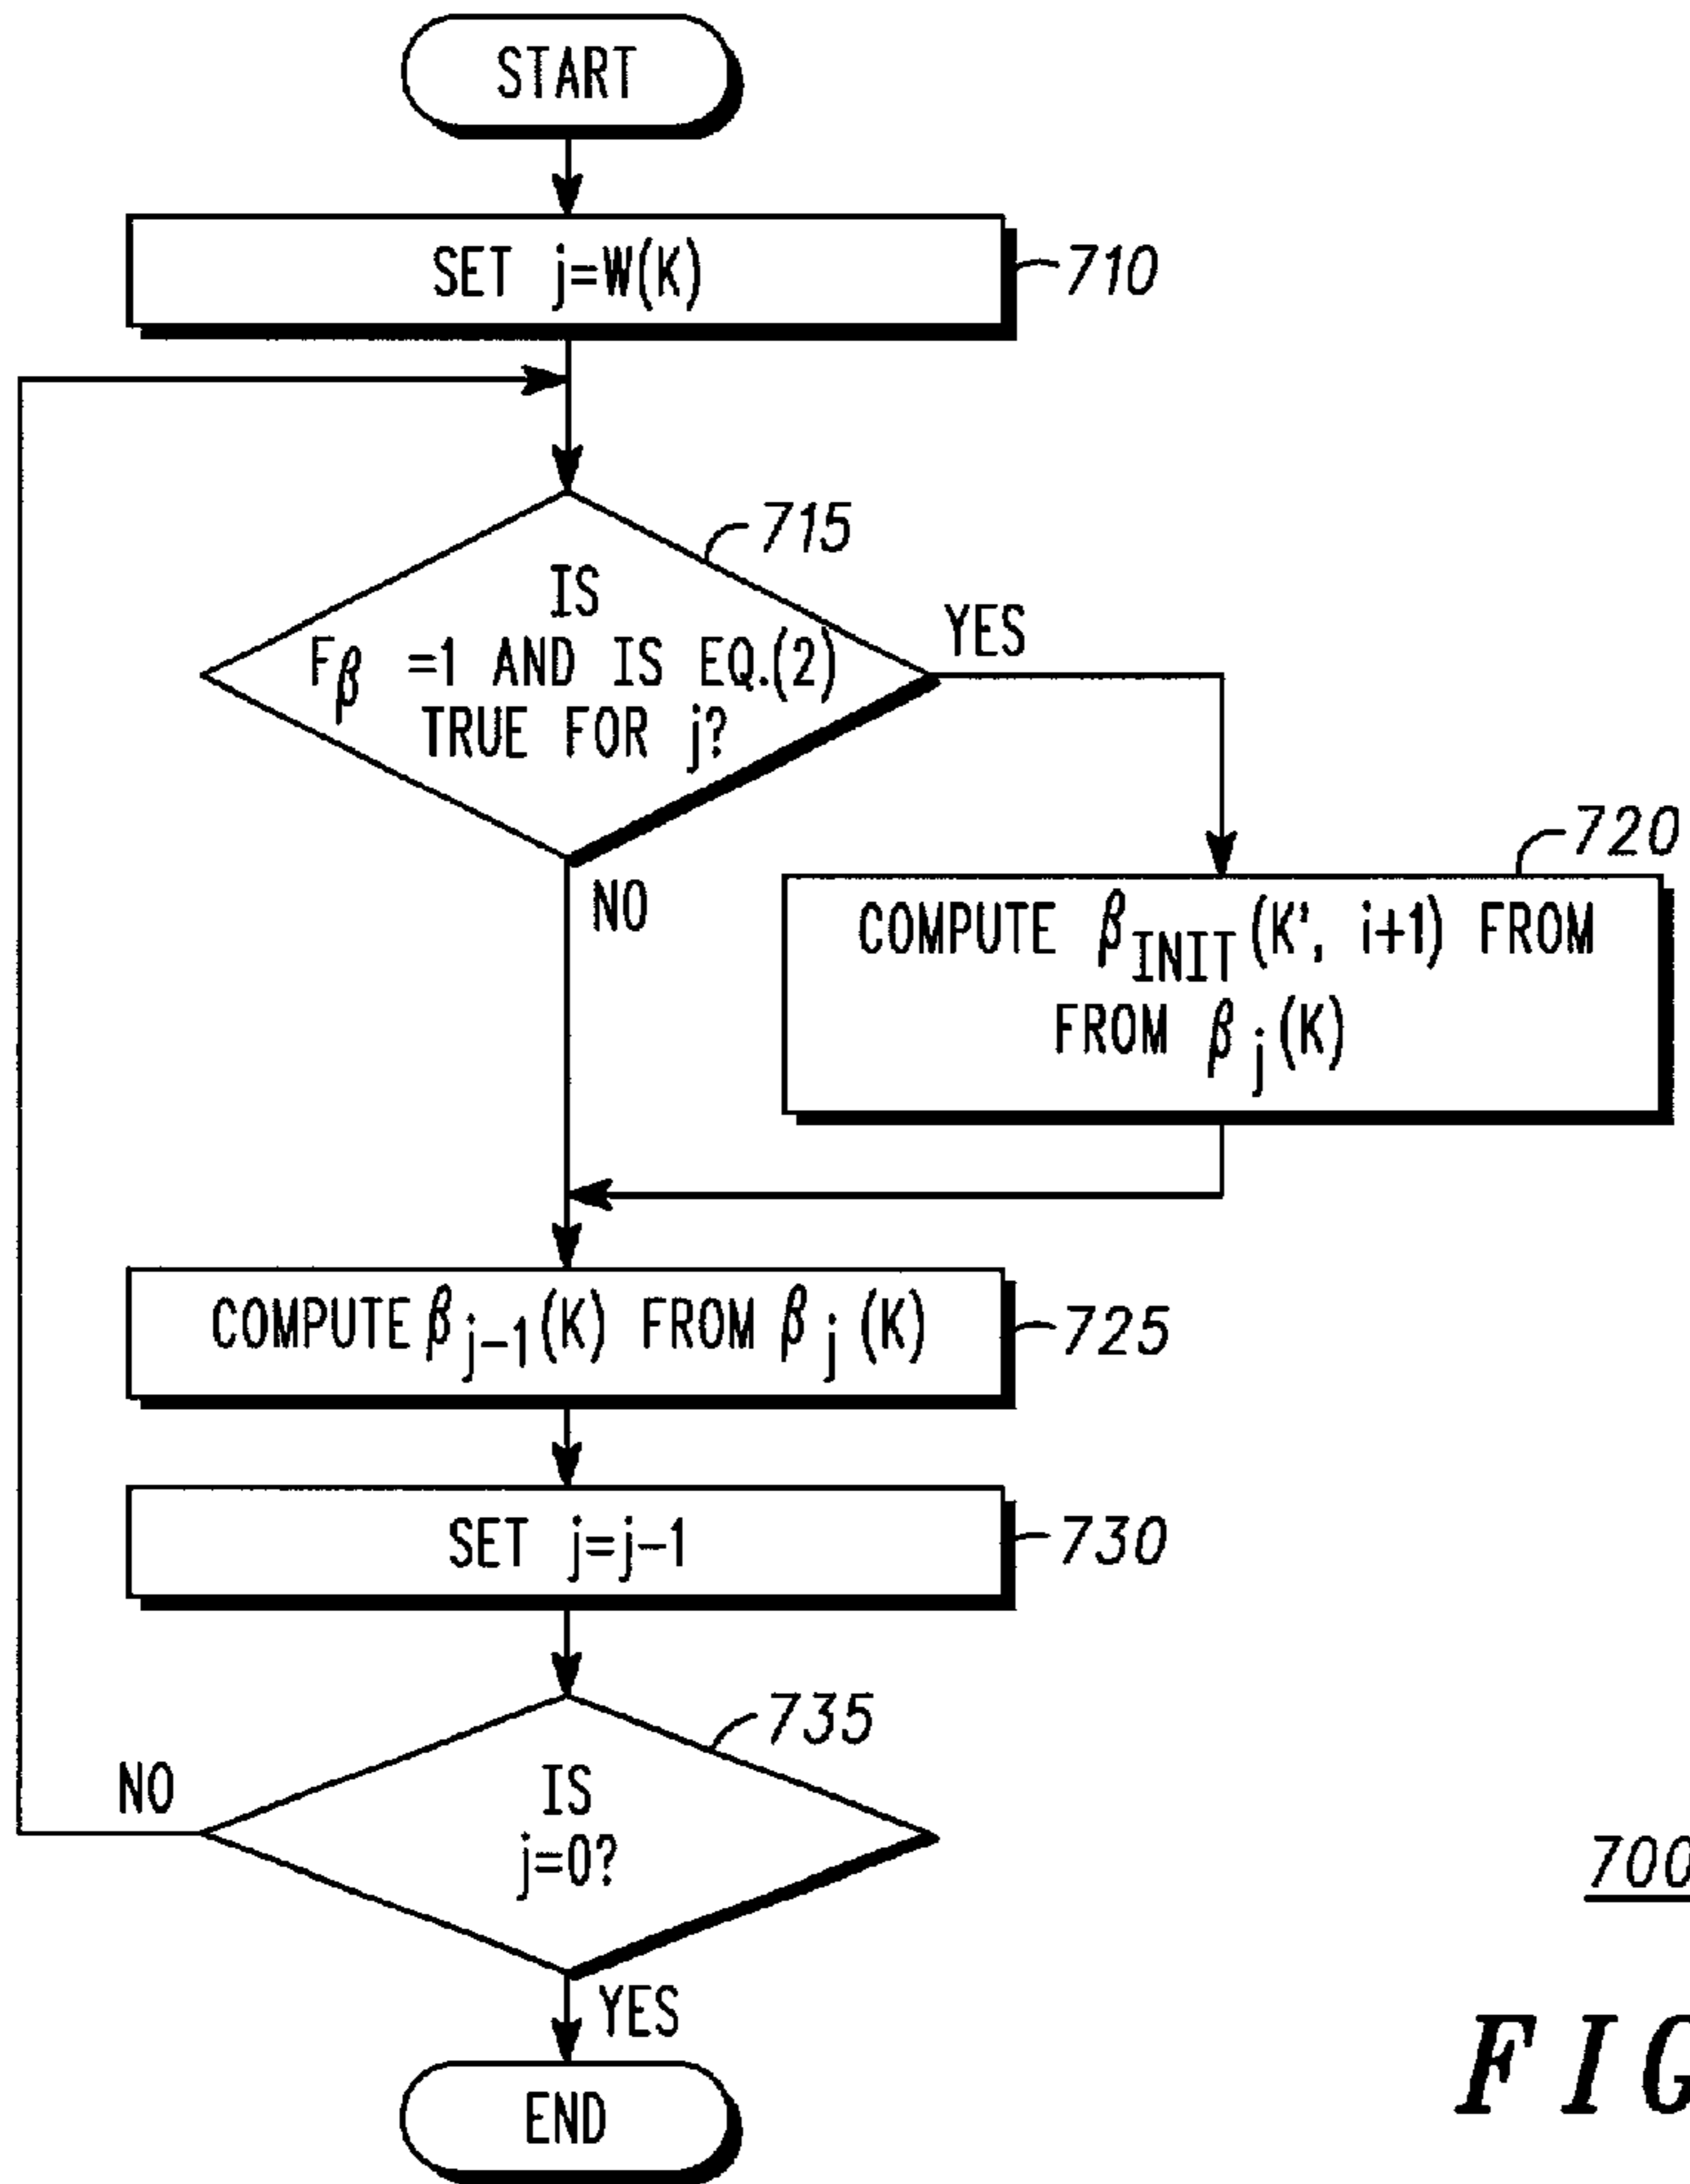 START
SET j=W(K)
710
715
IS
Fβ =1 AND IS EQ.(2)
TRUE FOR j?
YES
NO
720
COMPUTE βINIT(K', i+1) FROM
FROM βj(K)
COMPUTE βj-1(K) FROM βj(K)
725
SET j=j-1
730
735
IS
j=0?
NO
YES
END
700
FIG